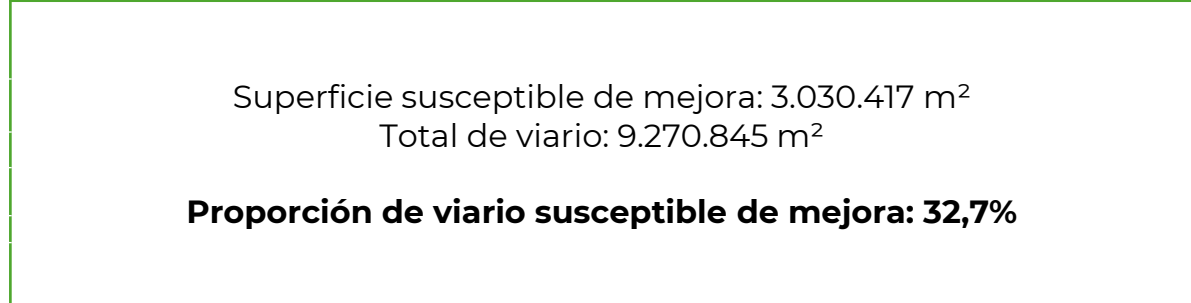 Superficie susceptible de mejora: 3.030.417 m²
Total de viario: 9.270.845 m²
Proporción de viario susceptible de mejora: 32,7%